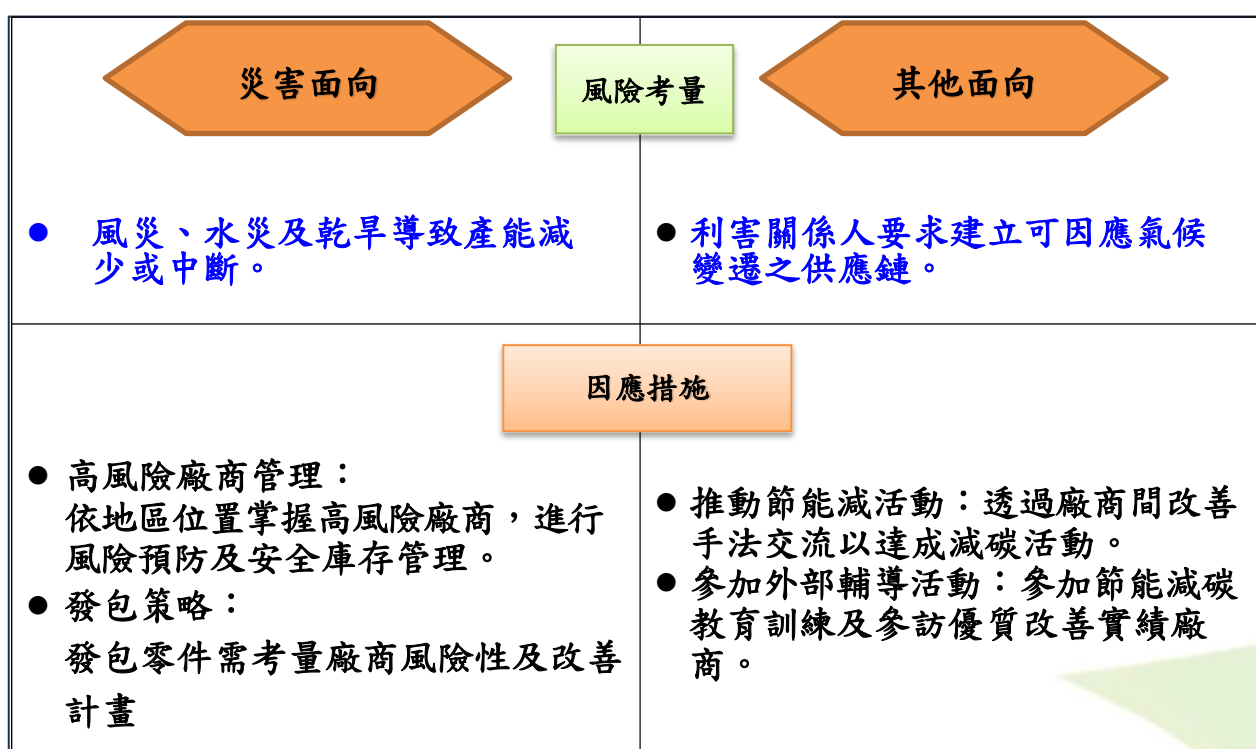 災害面向
風險考量
其他面向
● 風災、水災及乾旱導致產能減
少或中斷。
● 利害關係人要求建立可因應氣候
變遷之供應鏈。
因應措施
● 高風險廠商管理：
依地區位置掌握高風險廠商，進行
風險預防及安全庫存管理。
● 發包策略：
發包零件需考量廠商風險性及改善
計畫
● 推動節能減活動：透過廠商間改善
手法交流以達成減碳活動。
● 參加外部輔導活動：參加節能減碳
教育訓練及參訪優質改善實績廠
商。